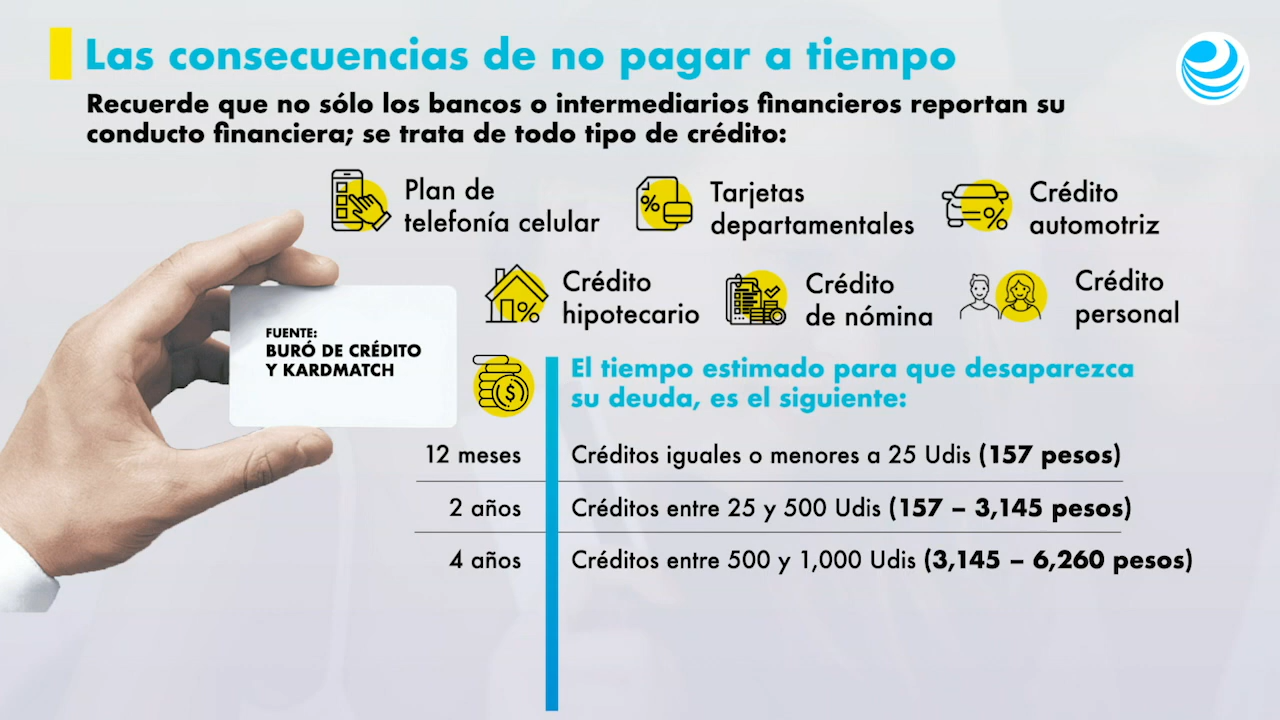 Las consecuencias de no pagar a tiempo
Recuerde que no sólo los bancos o intermediarios financieros reportan su
conducto financiera; se trata de todo tipo de crédito:
Plan de
telefonía celular
Tarjetas
departamentales
Crédito
automotriz
Crédito
hipotecario
Crédito
de nómina
Crédito
personal
FUENTE:
BURÓ DE CRÉDITO
Y KARDMATCH
El tiempo estimado para que desaparezca
su deuda, es el siguiente:
12 meses Créditos iguales o menores a 25 Udis (157 pesos)
2 años Créditos entre 25 y 500 Udis (157 – 3,145 pesos)
4 años Créditos entre 500 y 1,000 Udis (3,145 – 6,260 pesos)